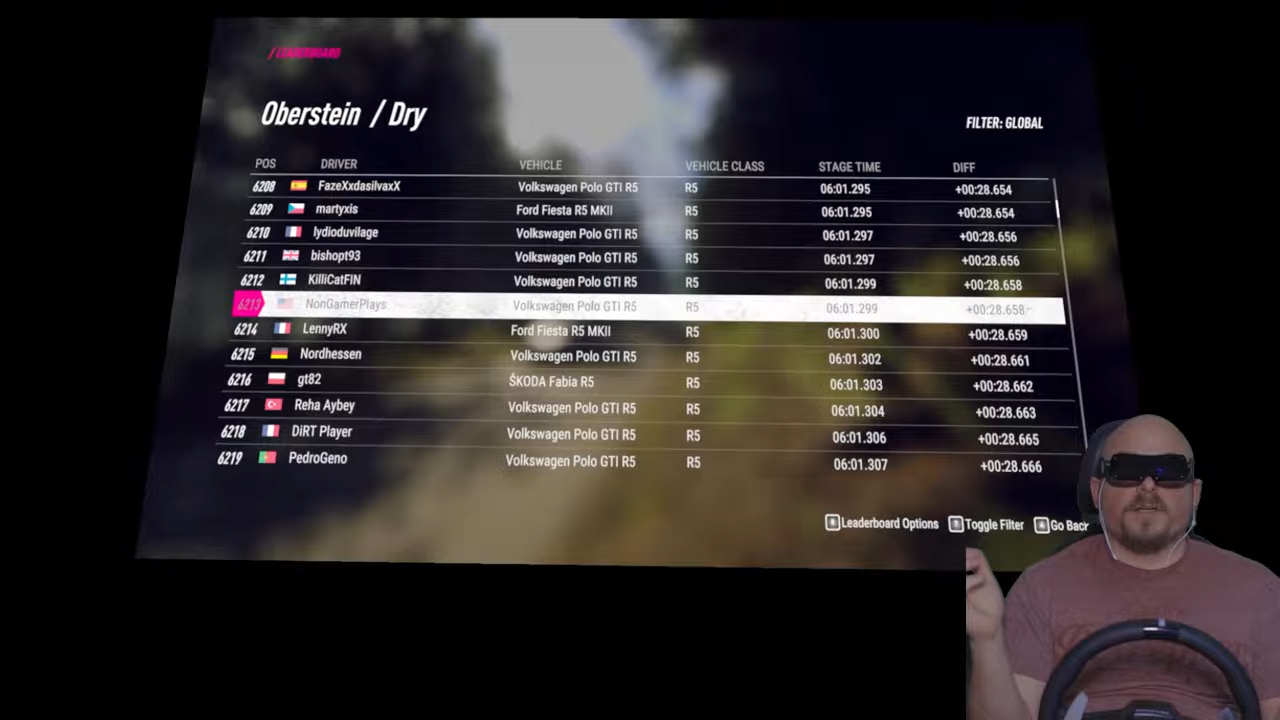 / LEADERBOARD
Oberstein / Dry
FILTER: GLOBAL
POS DRIVER VEHICLE VEHICLE CLASS STAGE TIME DIFF
6208 FazeXxdasilvaxX Volkswagen Polo GTI R5 R5 06:01.295 +00:28.654
6209 martyxis Ford Fiesta R5 MKII R5 06:01.295 +00:28.654
6210 lydioduvilage Volkswagen Polo GTI R5 R5 06:01.297 +00:28.656
6211 bishopt93 Volkswagen Polo GTI R5 R5 06:01.297 +00:28.656
6212 KilliCatFIN Volkswagen Polo GTI R5 R5 06:01.299 +00:28.658
6213 NonGamerPlays Volkswagen Polo GTI R5 R5 06:01.299 +00:28.658
6214 LennyRX Ford Fiesta R5 MKII R5 06:01.300 +00:28.659
6215 Nordhessen Volkswagen Polo GTI R5 R5 06:01.302 +00:28.661
6216 gt82 ŠKODA Fabia R5 R5 06:01.303 +00:28.662
6217 Reha Aybey Volkswagen Polo GTI R5 R5 06:01.304 +00:28.663
6218 DiRT Player Volkswagen Polo GTI R5 R5 06:01.306 +00:28.665
6219 PedroGeno Volkswagen Polo GTI R5 R5 06:01.307 +00:28.666
Leaderboard Options Toggle Filter Go Back